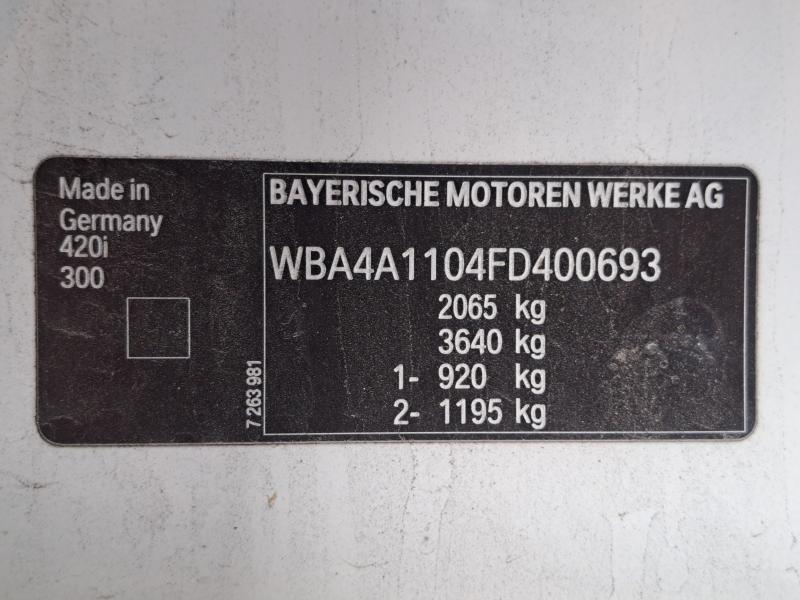 Made in
Germany
420i
300
7 263 981
BAYERISCHE MOTOREN WERKE AG
WBA4A1104FD400693
2065 kg
3640 kg
1- 920 kg
2- 1195 kg